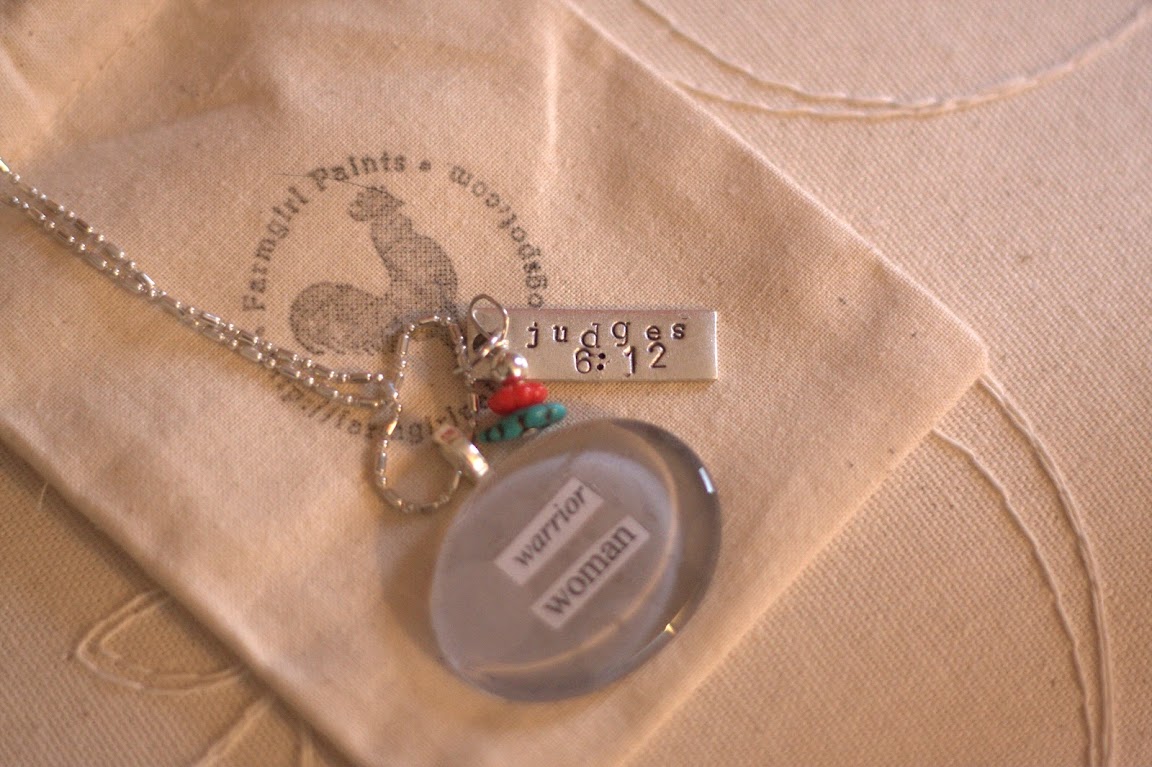 Farmgirl Paints •
judges
6:12
warrior
woman